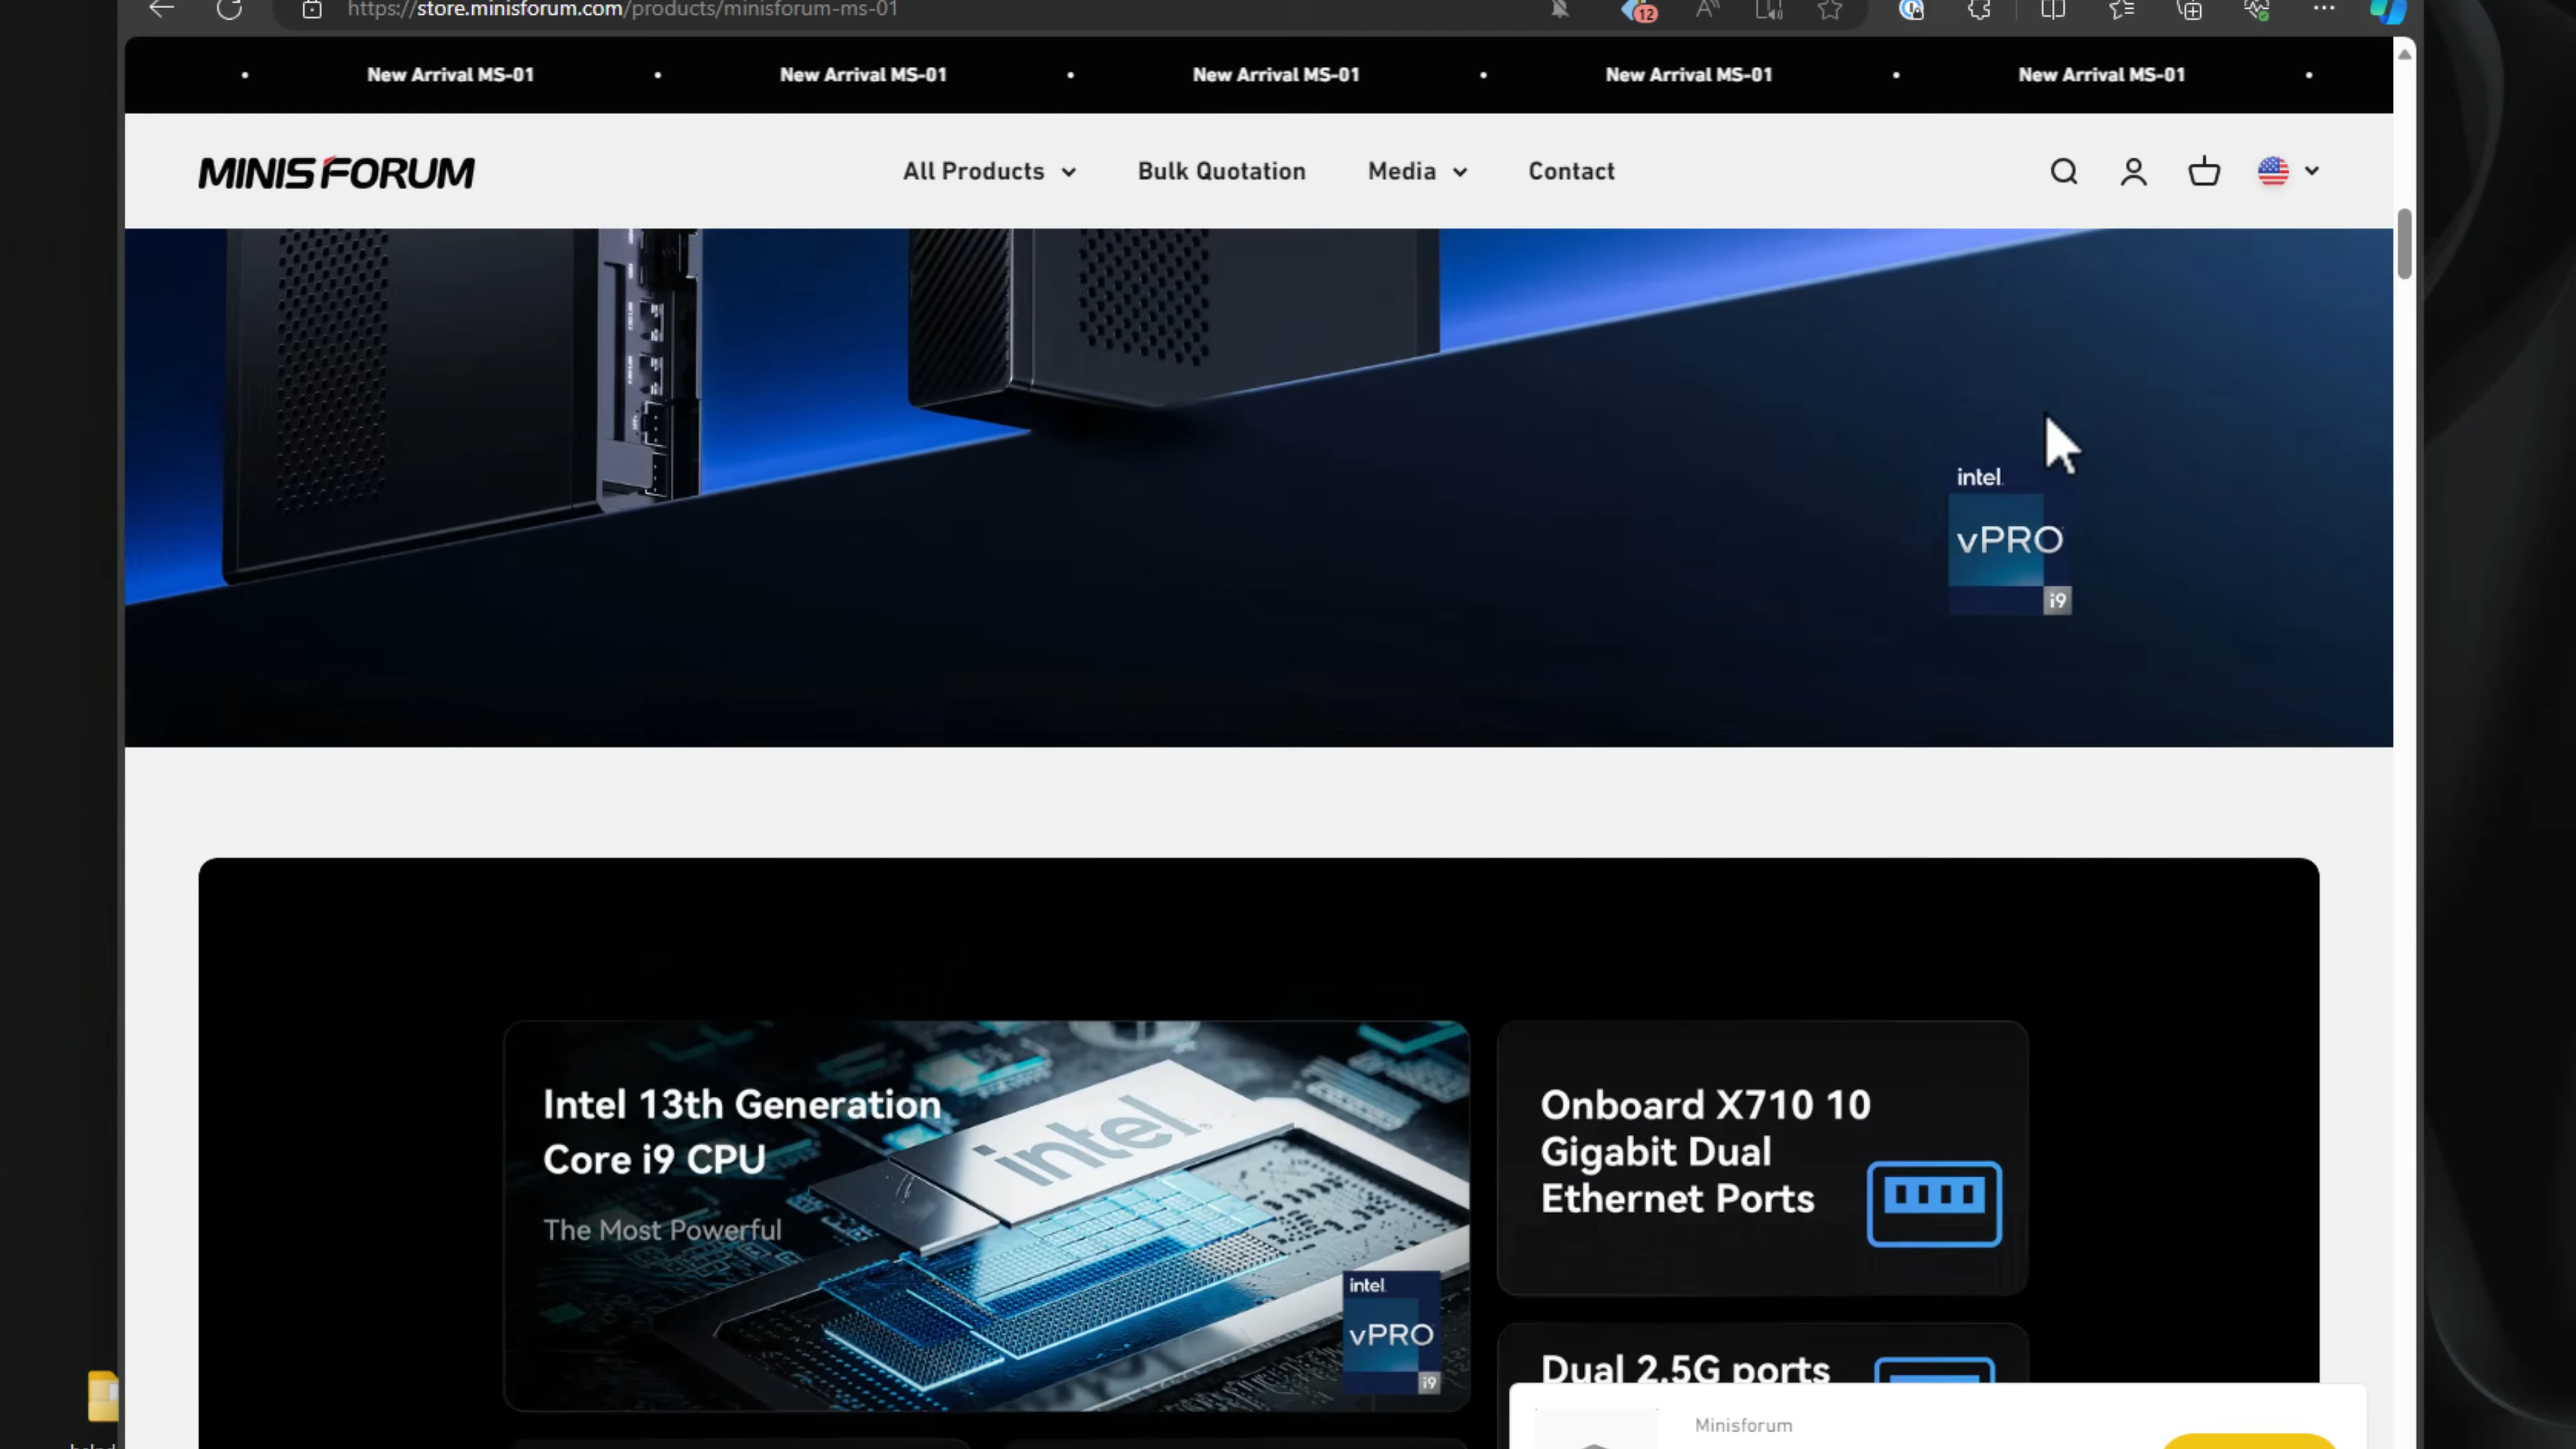 https://store.minisforum.com/products/minisforum-ms-01
12
New Arrival MS-01 • New Arrival MS-01 • New Arrival MS-01 • New Arrival MS-01 • New Arrival MS-01
MINISFORUM
All Products
Bulk Quotation
Media
Contact
intel.
vPRO
i9
Intel 13th Generation
Core i9 CPU
The Most Powerful
intel
intel.
vPRO
i9
Onboard X710 10
Gigabit Dual
Ethernet Ports
Dual 2.5G ports
Minisforum